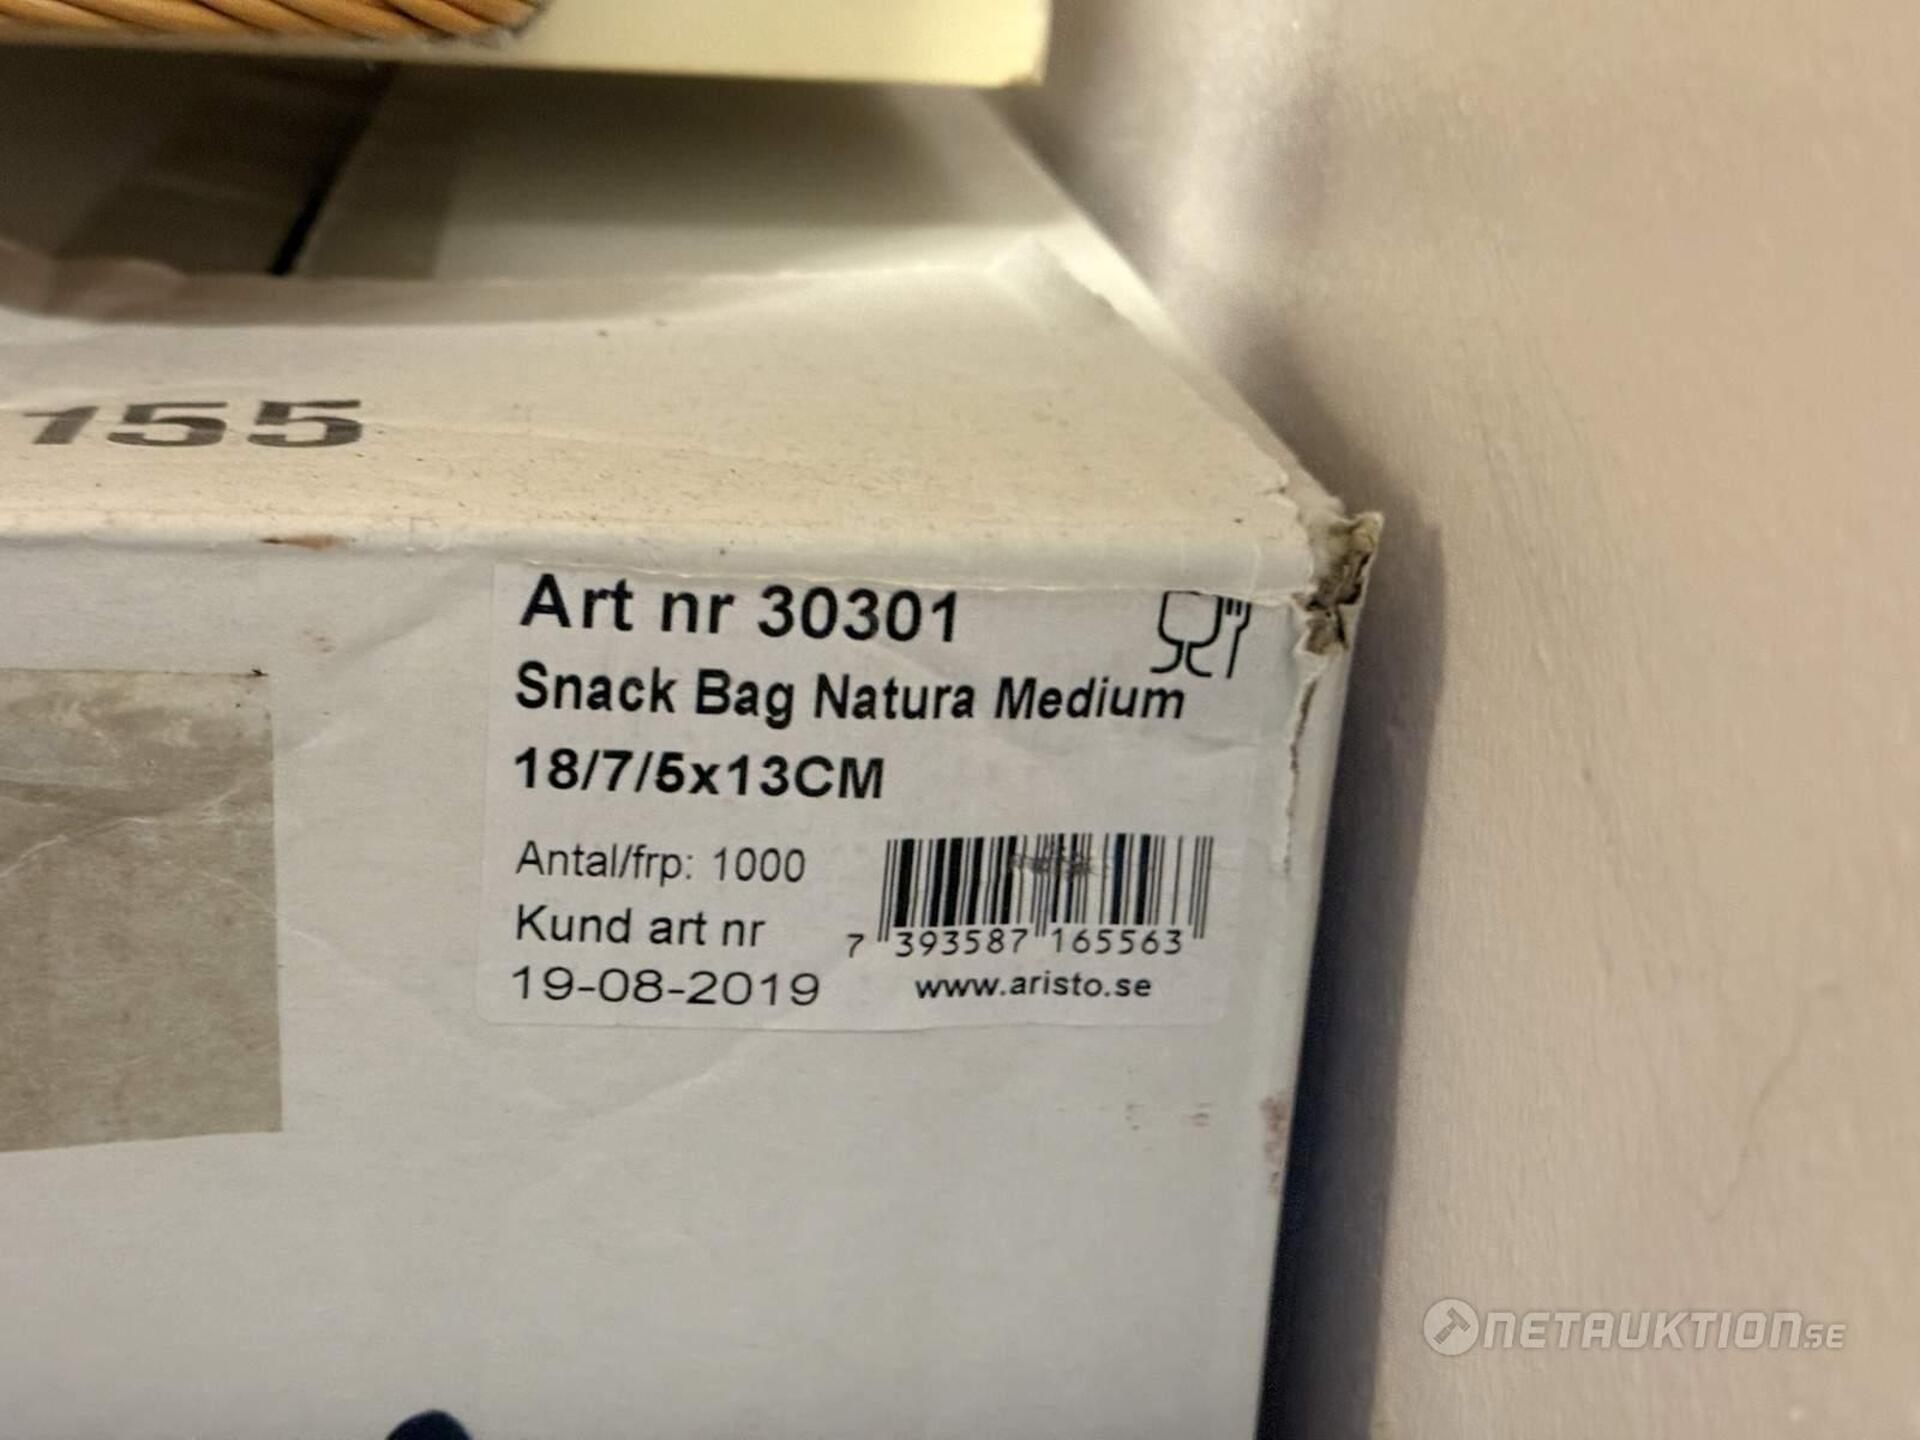 155
Art nr 30301
Snack Bag Natura Medium
18/7/5x13CM
Antal/frp: 1000
Kund art nr
7 393587 165563
19-08-2019
www.aristo.se
NETAUKTION.SE